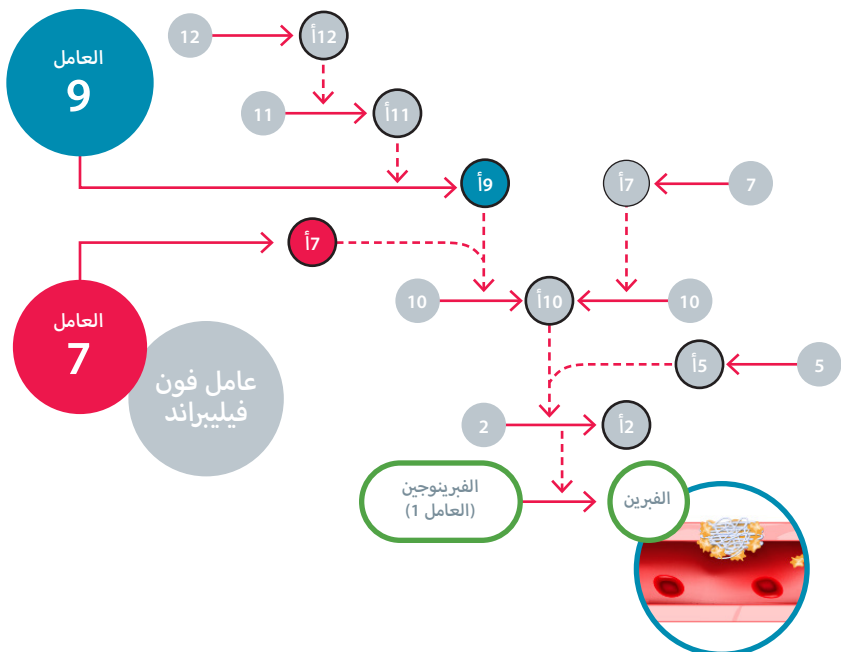 العامل
9
12
12أ
11
11أ
9أ
7أ
7
7أ
العامل
7
عامل فون
فيليبراند
10
10أ
10
5أ
5
2
2أ
الفبرينوجين
(العامل 1)
الفبرين